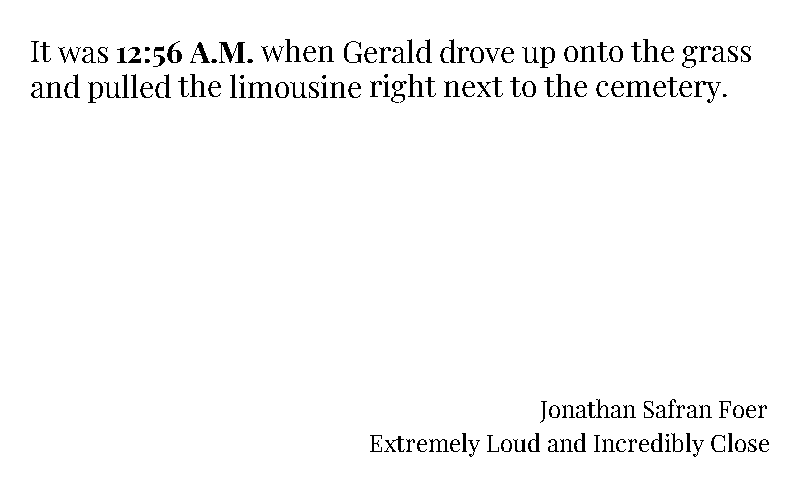 It was 12:56 A.M. when Gerald drove up onto the grass
and pulled the limousine right next to the cemetery.
Jonathan Safran Foer
Extremely Loud and Incredibly Close